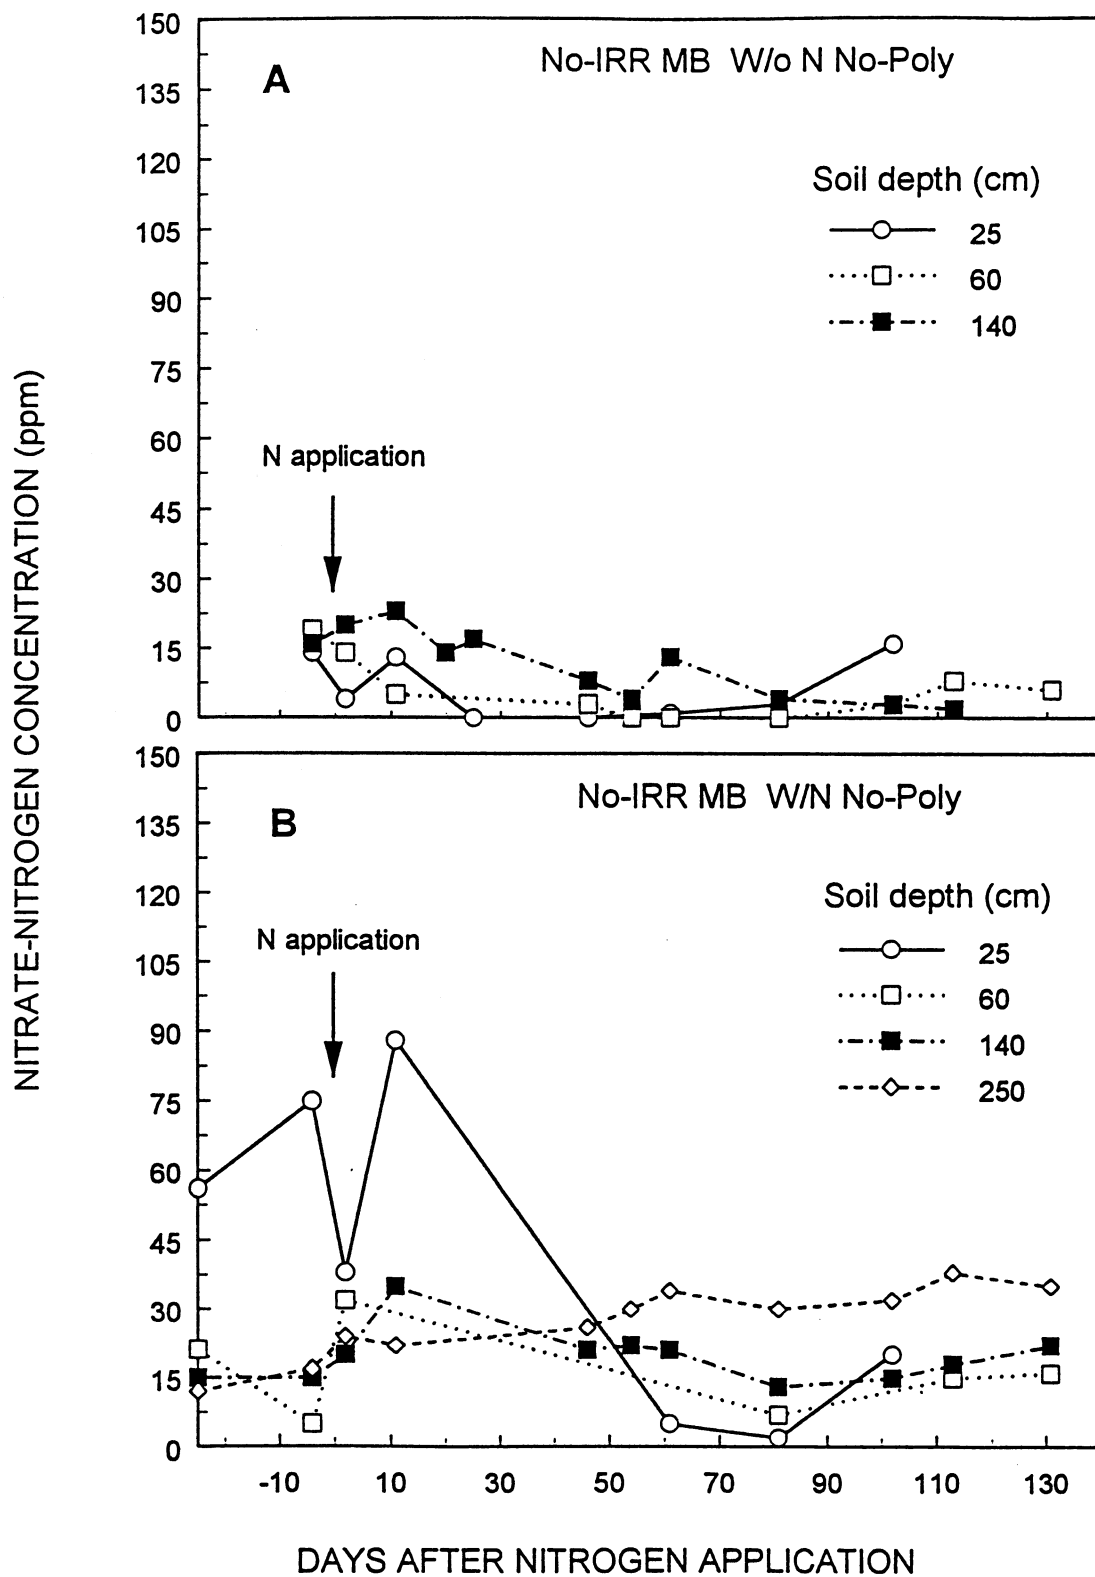 NITRATE-NITROGEN CONCENTRATION (ppm)
150
135
120
105
90
75
60
45
30
15
0
A
No-IRR MB W/o N No-Poly
Soil depth (cm)
25
60
140
N application
150
135
120
105
90
75
60
45
30
15
0
B
No-IRR MB W/N No-Poly
Soil depth (cm)
25
60
140
250
N application
-10 10 30 50 70 90 110 130
DAYS AFTER NITROGEN APPLICATION